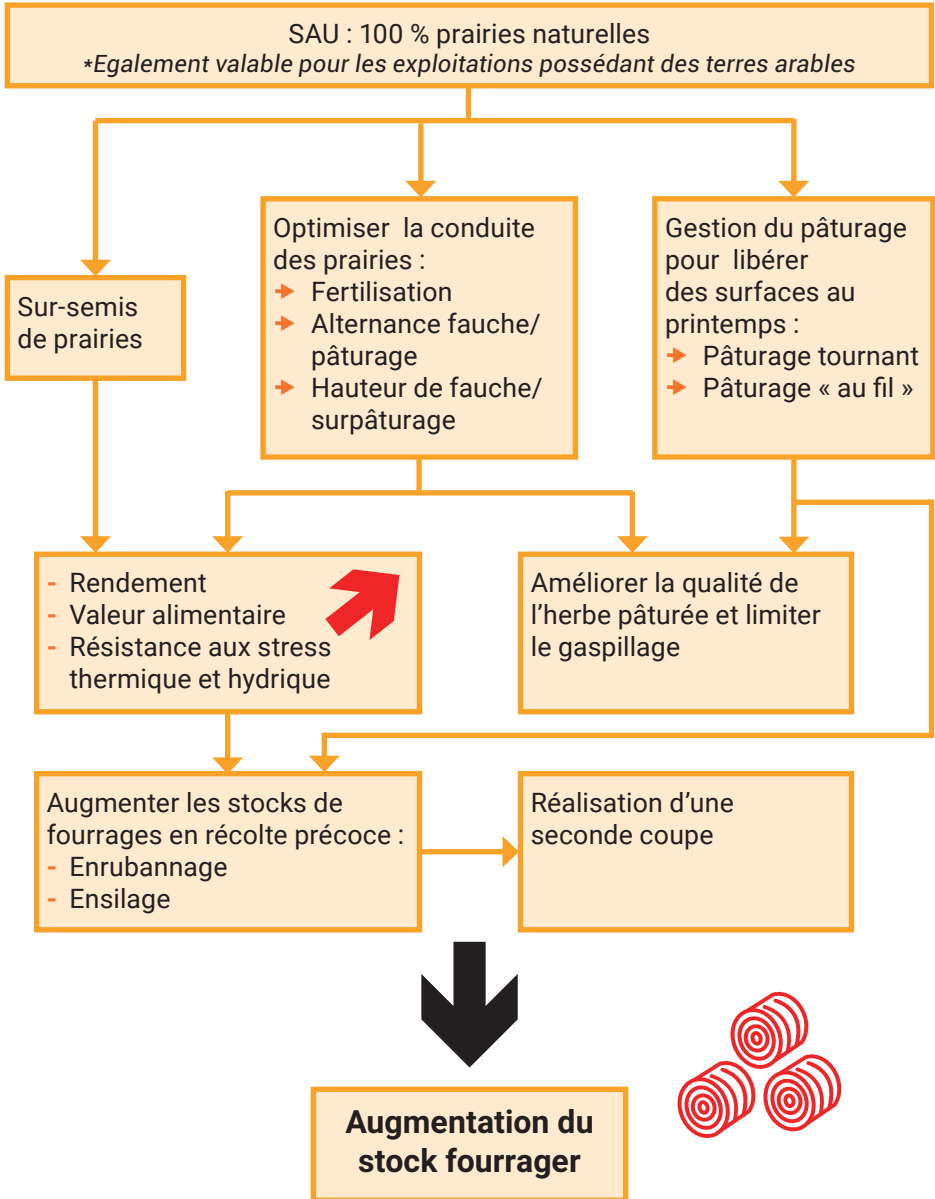 SAU : 100 % prairies naturelles
*Egalement valable pour les exploitations possédant des terres arables
Sur-semis
de prairies
Optimiser la conduite
des prairies :
Fertilisation
Alternance fauche/
pâturage
Hauteur de fauche/
surpâturage
Gestion du pâturage
pour libérer
des surfaces au
printemps :
Pâturage tournant
Pâturage « au fil »
- Rendement
- Valeur alimentaire
- Résistance aux stress
thermique et hydrique
Améliorer la qualité de
l’herbe pâturée et limiter
le gaspillage
Augmenter les stocks de
fourrages en récolte précoce :
- Enrubannage
- Ensilage
Réalisation d’une
seconde coupe
Augmentation du
stock fourrager